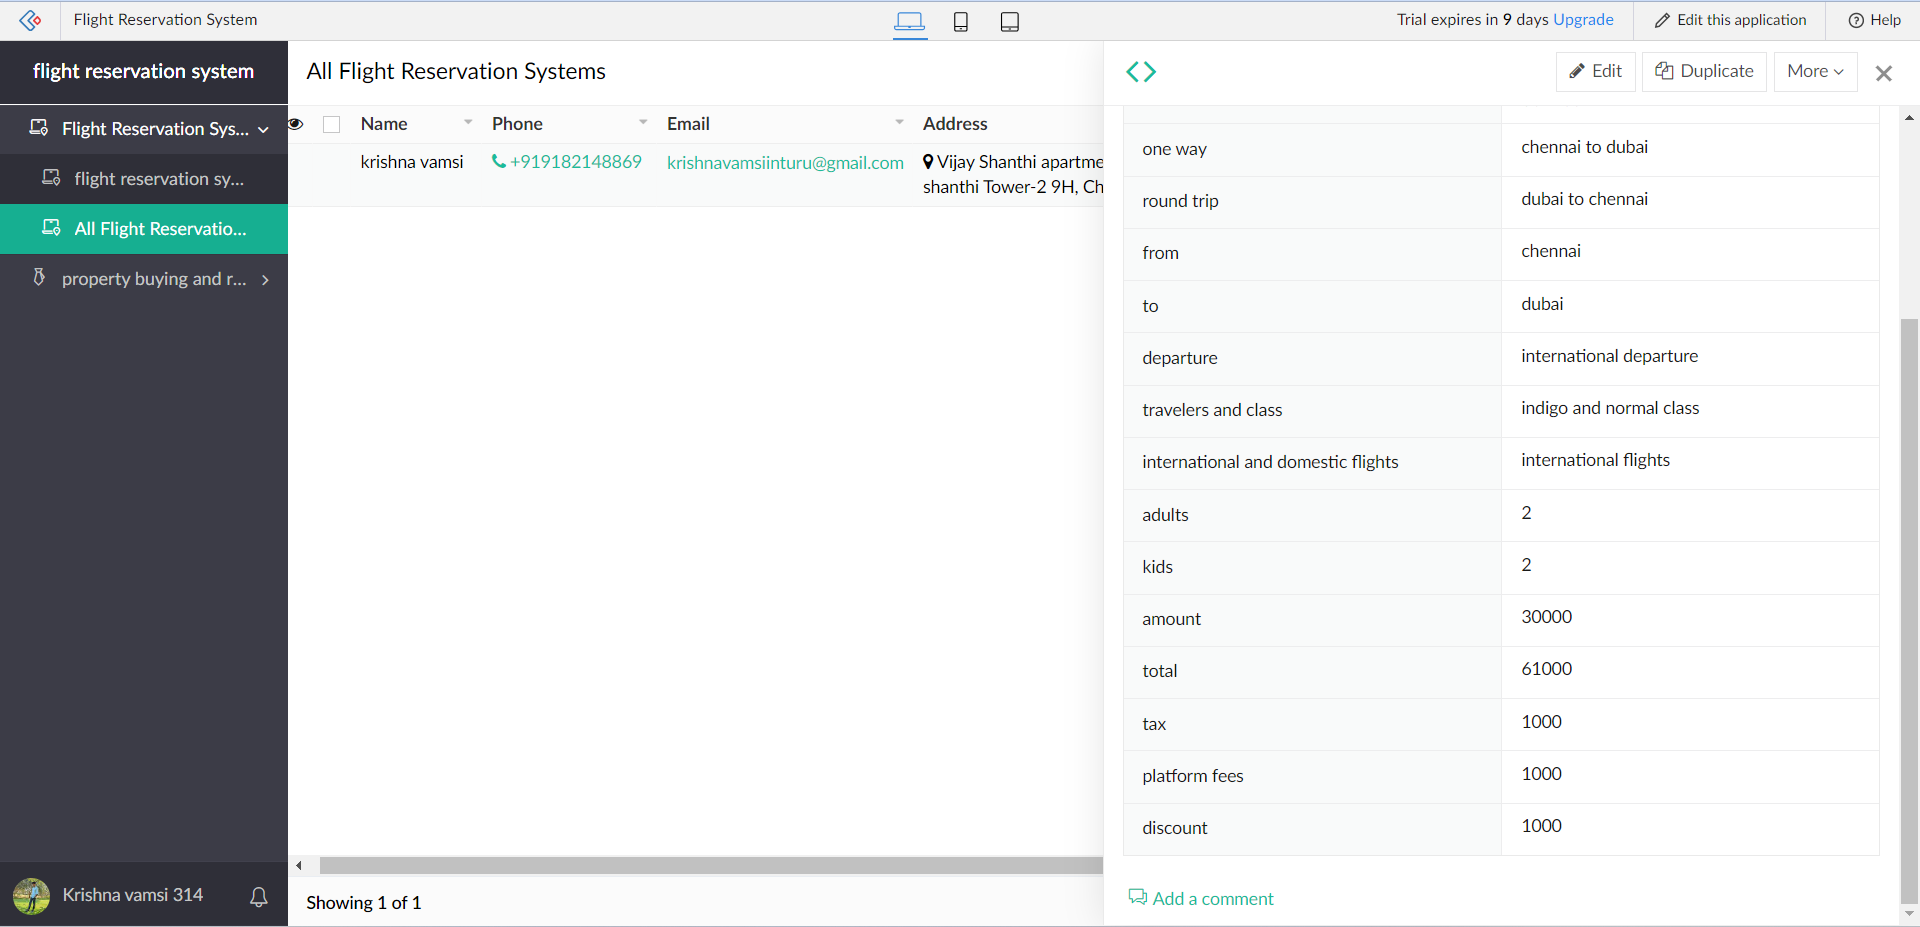 Flight Reservation System
Trial expires in 9 days Upgrade
Edit this application
Help
flight reservation system
Flight Reservation Sys...
flight reservation sy...
All Flight Reservatio...
property buying and r...
Krishna vamsi 314
All Flight Reservation Systems
Name Phone Email Address
krishna vamsi +919182148869 krishnavamsiinturu@gmail.com Vijay Shanthi apartme
shanthi Tower-2 9H, Ch
Showing 1 of 1
Edit Duplicate More
one way chennai to dubai
round trip dubai to chennai
from chennai
to dubai
departure international departure
travelers and class indigo and normal class
international and domestic flights international flights
adults 2
kids 2
amount 30000
total 61000
tax 1000
platform fees 1000
discount 1000
Add a comment